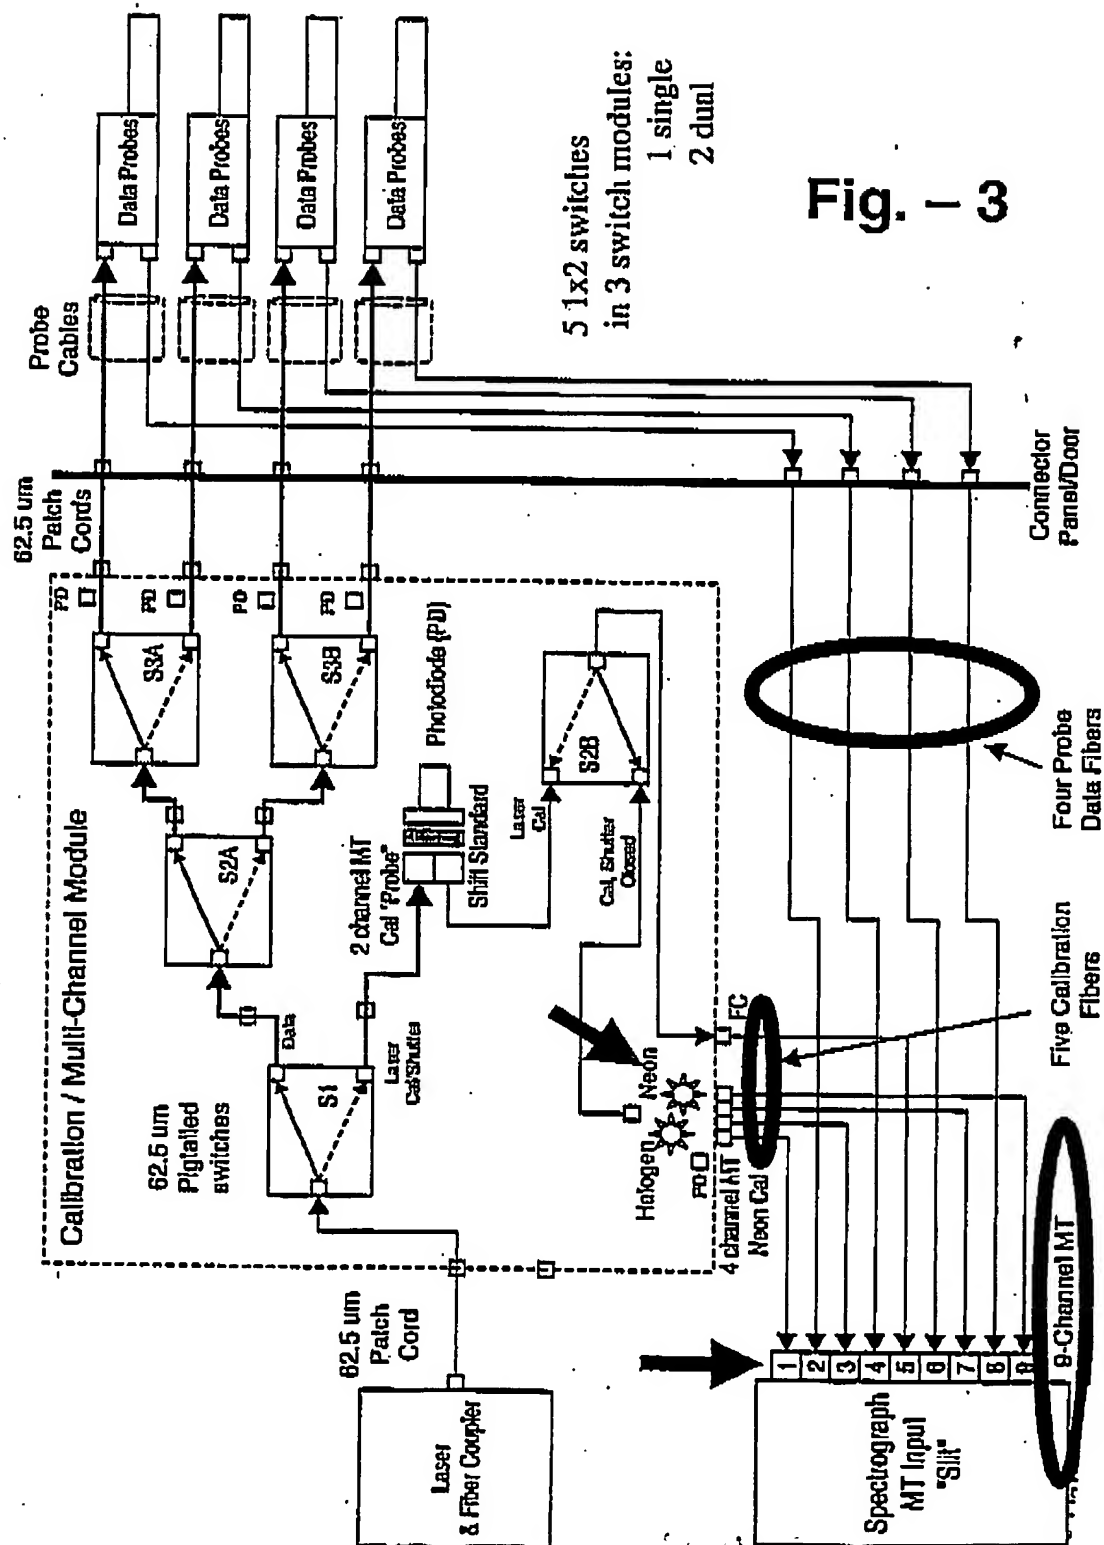 Calibration / Multi-Channel Module
62.5 um
Patch
Cords
Probe
Cables
Data Probes
Data Probes
Data Probes
Data Probes
PD
PD
PD
PD
S3A
S3B
S2A
S1
S2B
Data
Laser
Cal/Shutter
62.5 um
Pigtailed
switches
2 channel MT
Cal "Probe"
Shift Standard
Photodiode (PD)
Laser
Cal
Cal, Shutter
Closed
Neon
Halogen
PD
FC
4 channel MT
Neon Cal
62.5 um
Patch
Cord
Laser
& Fiber Coupler
Spectrograph
MT Input
"Slit"
1
2
3
4
5
6
7
8
9
9-Channel MT
Five Calibration
Fibers
Four Probe
Data Fibers
Connector
Panel/Door
5 1x2 switches
in 3 switch modules:
1 single
2 dual
Fig. – 3